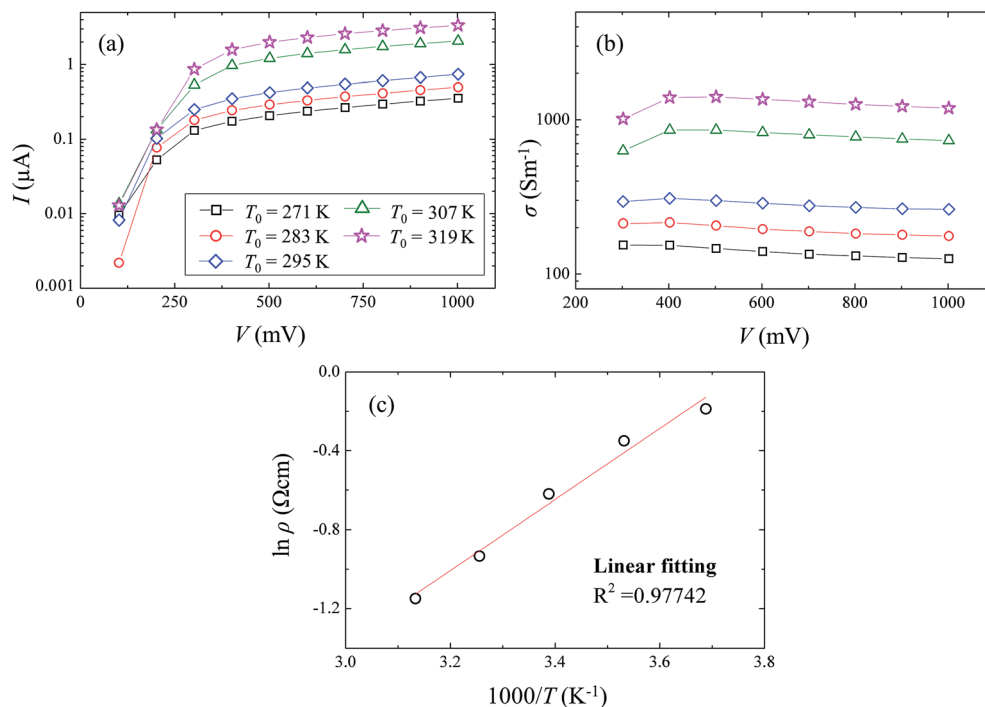 (a)
1
0.1
0.01
0.001
I (μA)
T0 = 271 K
T0 = 283 K
T0 = 295 K
T0 = 307 K
T0 = 319 K
0 250 500 750 1000
V (mV)
(b)
1000
100
σ (Sm⁻¹)
200 400 600 800 1000
V (mV)
(c)
0.0
-0.4
-0.8
-1.2
ln ρ (Ωcm)
Linear fitting
R² =0.97742
3.0 3.2 3.4 3.6 3.8
1000/T (K⁻¹)